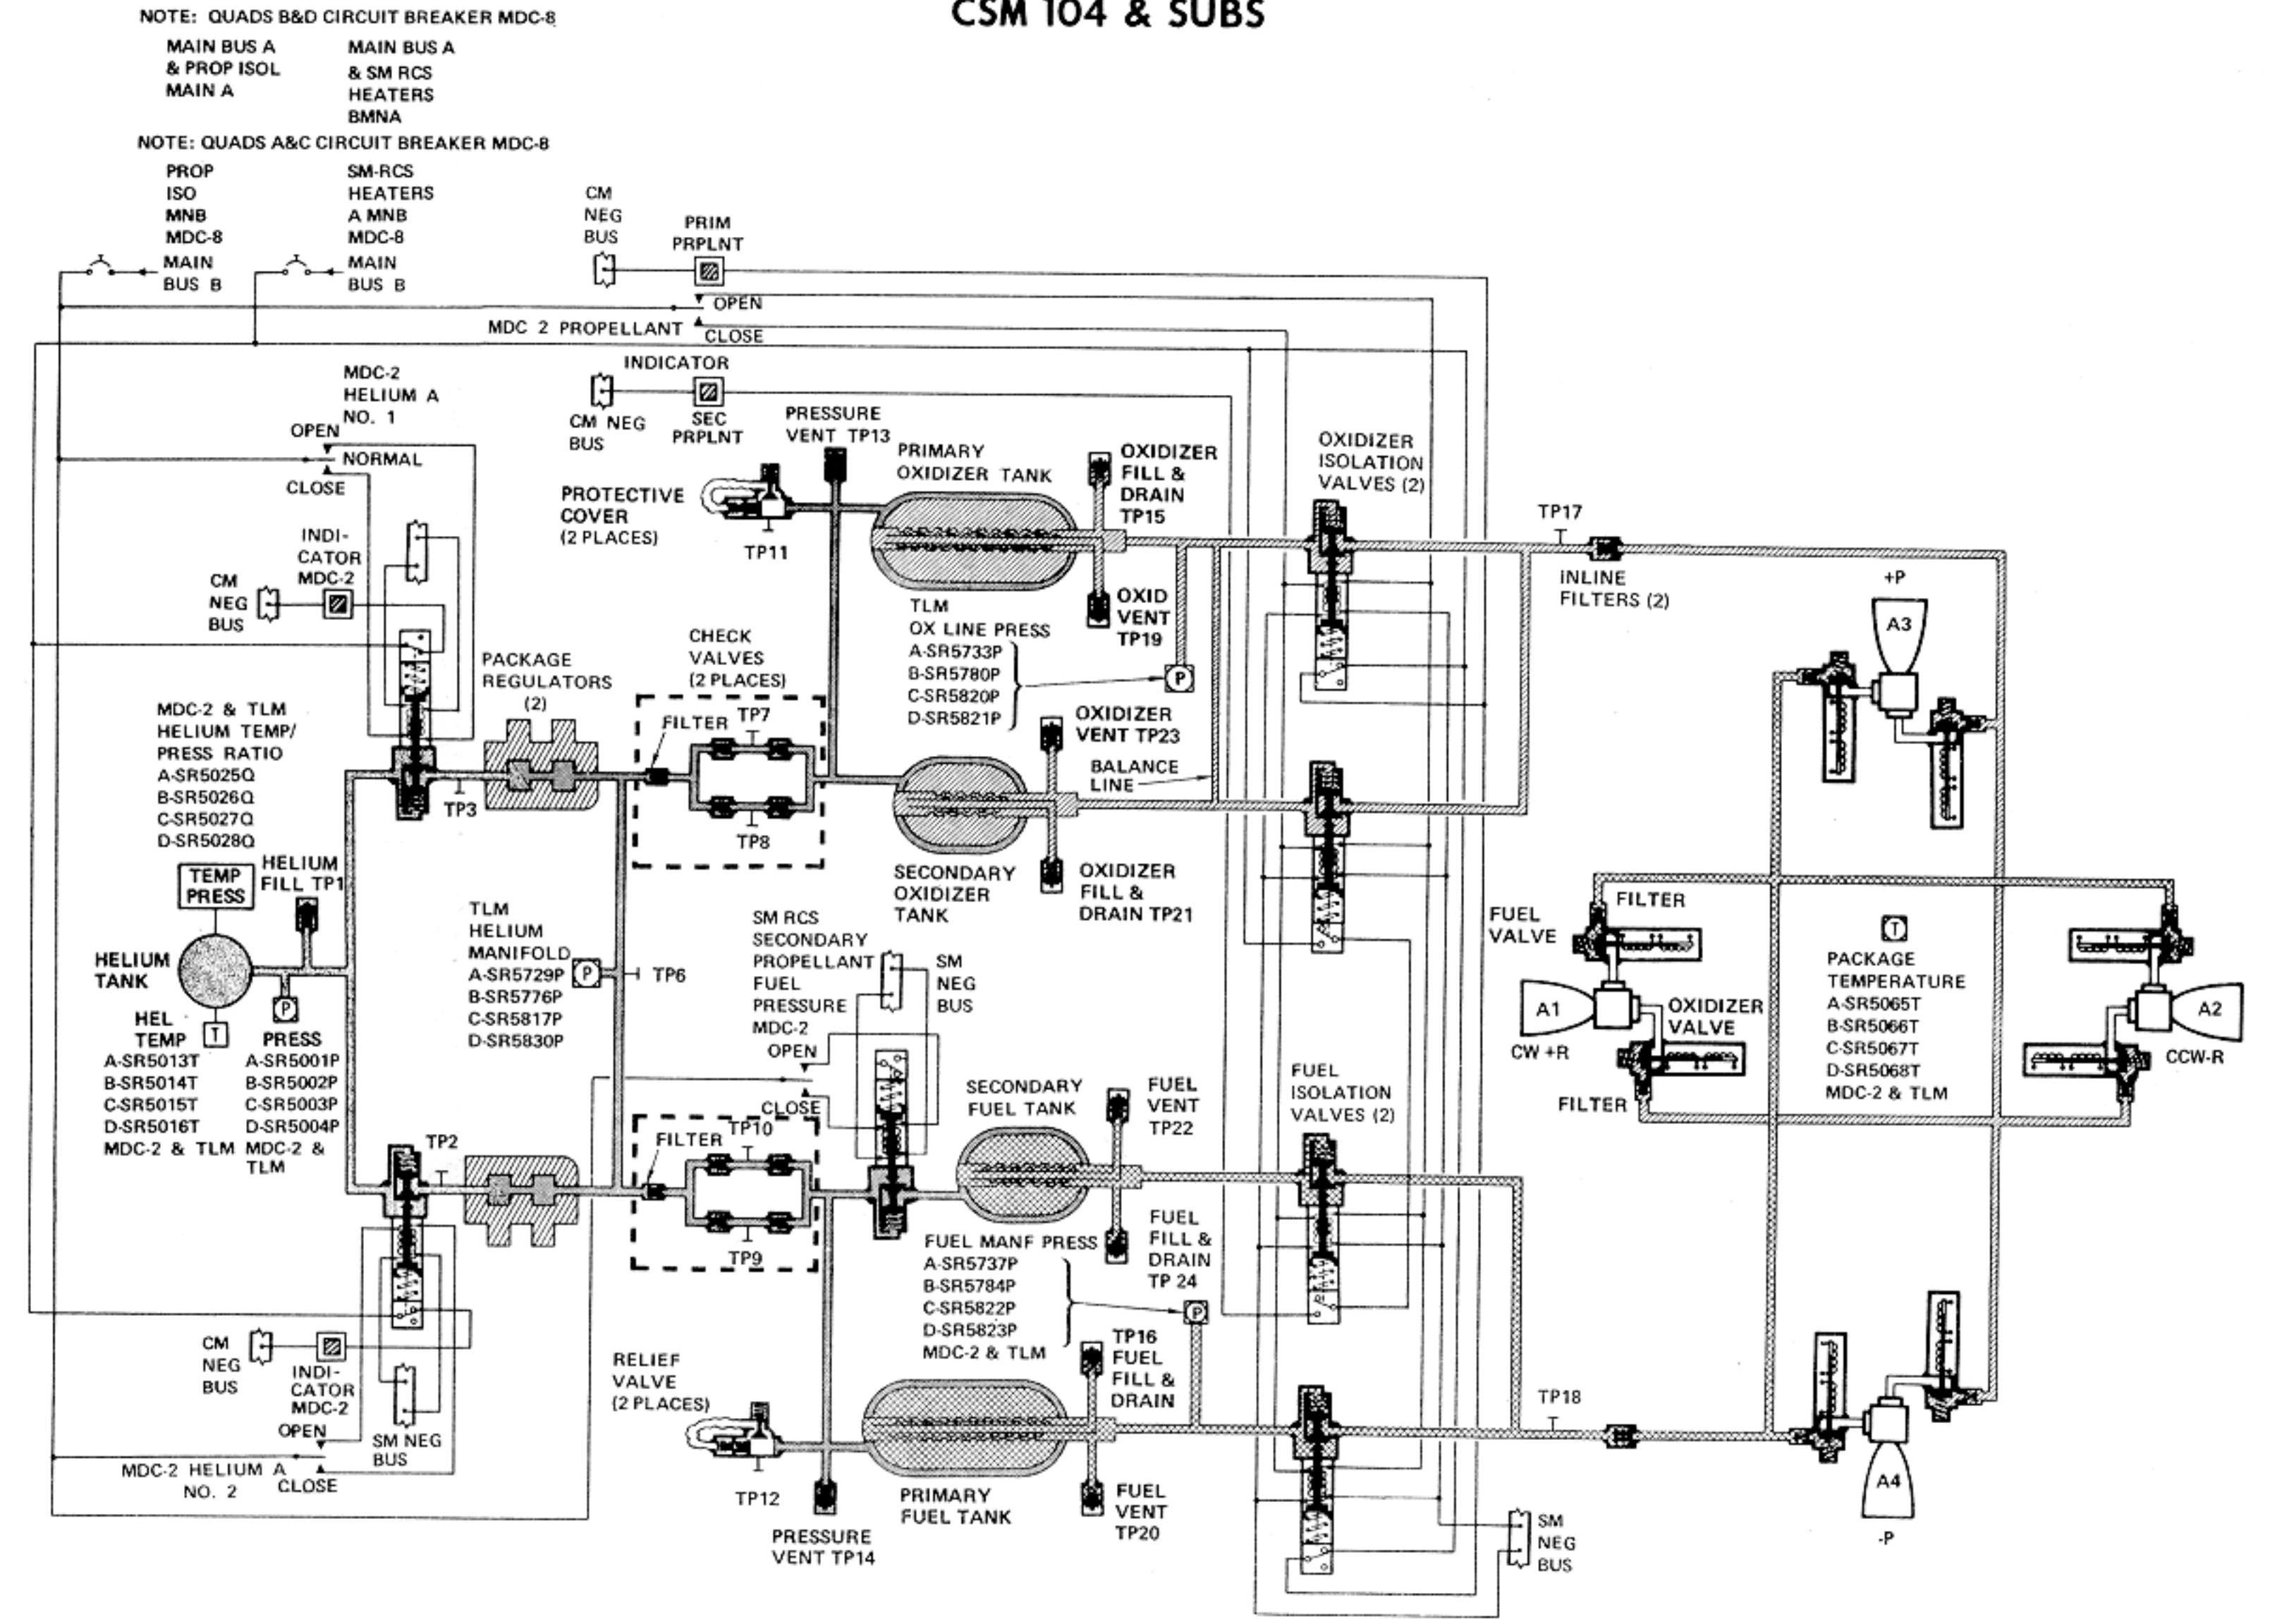 CSM 104 & SUBS
NOTE: QUADS B&D CIRCUIT BREAKER MDC-8
MAIN BUS A
& PROP ISOL
MAIN A
MAIN BUS A
& SM RCS
HEATERS
BMNA
NOTE: QUADS A&C CIRCUIT BREAKER MDC-8
PROP
ISO
MNB
MDC-8
MAIN
BUS B
SM-RCS
HEATERS
A MNB
MDC-8
MAIN
BUS B
CM
NEG
BUS
PRIM
PRPLNT
OPEN
MDC 2 PROPELLANT
CLOSE
INDICATOR
CM NEG
BUS
SEC
PRPLNT
MDC-2
HELIUM A
NO. 1
OPEN
NORMAL
CLOSE
INDI-
CATOR
MDC-2
CM
NEG
BUS
PRESSURE
VENT TP13
PROTECTIVE
COVER
(2 PLACES)
TP11
PRIMARY
OXIDIZER TANK
OXIDIZER
FILL &
DRAIN
TP15
OXIDIZER
ISOLATION
VALVES (2)
TP17
INLINE
FILTERS (2)
OXID
VENT
TP19
TLM
OX LINE PRESS
A-SR5733P
B-SR5780P
C-SR5820P
D-SR5821P
P
CHECK
VALVES
(2 PLACES)
FILTER
TP7
TP8
PACKAGE
REGULATORS
(2)
TP3
MDC-2 & TLM
HELIUM TEMP/
PRESS RATIO
A-SR5025Q
B-SR5026Q
C-SR5027Q
D-SR5028Q
TEMP
PRESS
HELIUM
FILL TP1
HELIUM
TANK
HEL
TEMP
T
A-SR5013T
B-SR5014T
C-SR5015T
D-SR5016T
MDC-2 & TLM
P
PRESS
A-SR5001P
B-SR5002P
C-SR5003P
D-SR5004P
MDC-2 &
TLM
TLM
HELIUM
MANIFOLD
A-SR5729P
B-SR5776P
C-SR5817P
D-SR5830P
P
TP6
OXIDIZER
VENT TP23
BALANCE
LINE
SECONDARY
OXIDIZER
TANK
OXIDIZER
FILL &
DRAIN TP21
SM RCS
SECONDARY
PROPELLANT
FUEL
PRESSURE
MDC-2
OPEN
CLOSE
SM
NEG
BUS
SECONDARY
FUEL TANK
FUEL
VENT
TP22
FUEL
ISOLATION
VALVES (2)
TP2
FILTER
TP10
TP9
FUEL
FILL &
DRAIN
TP 24
FUEL MANF PRESS
A-SR5737P
B-SR5784P
C-SR5822P
D-SR5823P
MDC-2 & TLM
P
TP16
FUEL
FILL &
DRAIN
CM
NEG
BUS
INDI-
CATOR
MDC-2
OPEN
SM NEG
BUS
MDC-2 HELIUM A
NO. 2
CLOSE
RELIEF
VALVE
(2 PLACES)
TP12
PRESSURE
VENT TP14
PRIMARY
FUEL TANK
FUEL
VENT
TP20
TP18
SM
NEG
BUS
+P
A3
FUEL
VALVE
FILTER
A1
CW +R
OXIDIZER
VALVE
FILTER
T
PACKAGE
TEMPERATURE
A-SR5065T
B-SR5066T
C-SR5067T
D-SR5068T
MDC-2 & TLM
A2
CCW-R
A4
-P